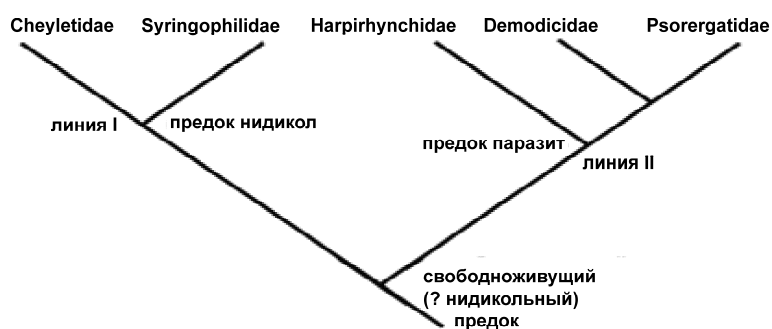 Cheyletidae Syringophilidae Harpirhynchidae Demodicidae Psorergatidae
линия I
предок нидикол
предок паразит
линия II
свободноживущий
(? нидикольный)
предок